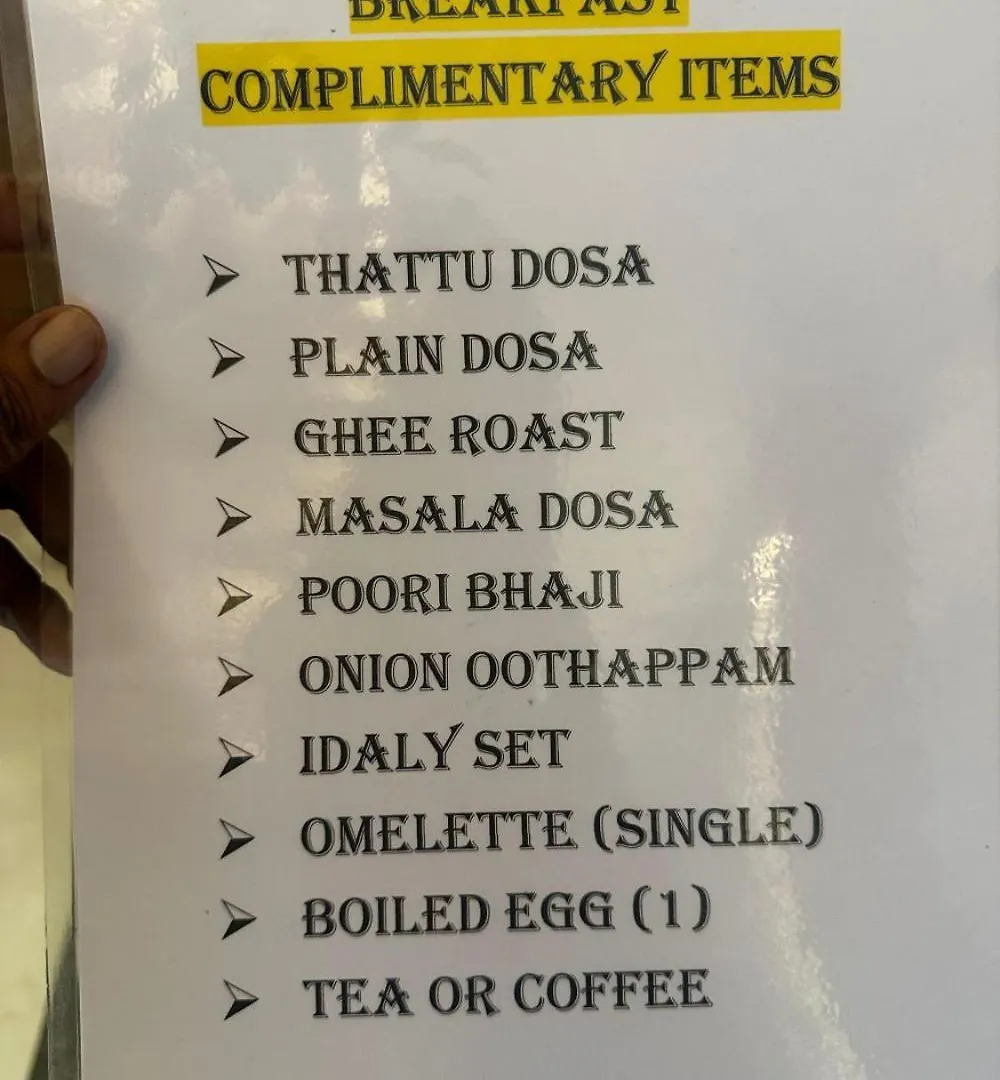 BREAKFAST
COMPLIMENTARY ITEMS
➢ THATTU DOSA
➢ PLAIN DOSA
➢ GHEE ROAST
➢ MASALA DOSA
➢ POORI BHAJI
➢ ONION OOTHAPPAM
➢ IDALY SET
➢ OMELETTE (SINGLE)
➢ BOILED EGG (1)
➢ TEA OR COFFEE